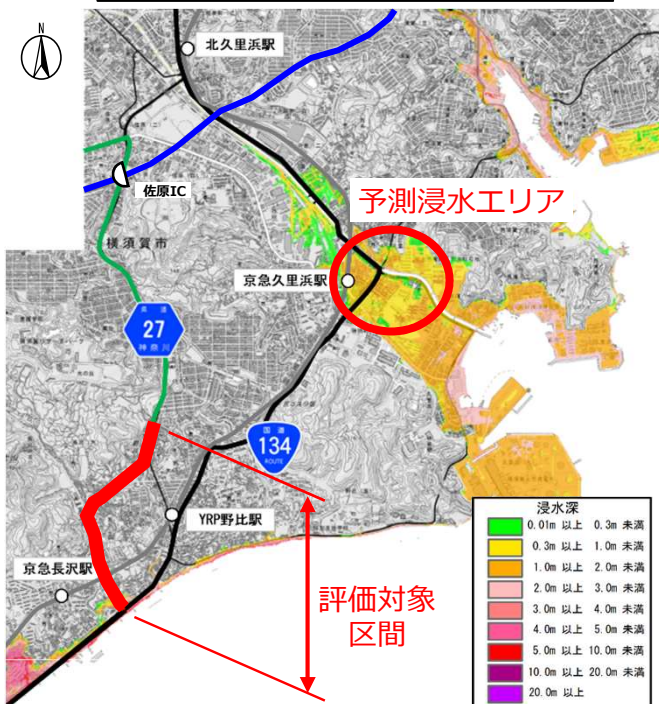 N
北久里浜駅
佐原IC
横須賀市
予測浸水エリア
京急久里浜駅
県道
27
神奈川
国道
134
ROUTE
YRP野比駅
京急長沢駅
評価対象
区間
浸水深
0.01m 以上 0.3m 未満
0.3m 以上 1.0m 未満
1.0m 以上 2.0m 未満
2.0m 以上 3.0m 未満
3.0m 以上 4.0m 未満
4.0m 以上 5.0m 未満
5.0m 以上 10.0m 未満
10.0m 以上 20.0m 未満
20.0m 以上